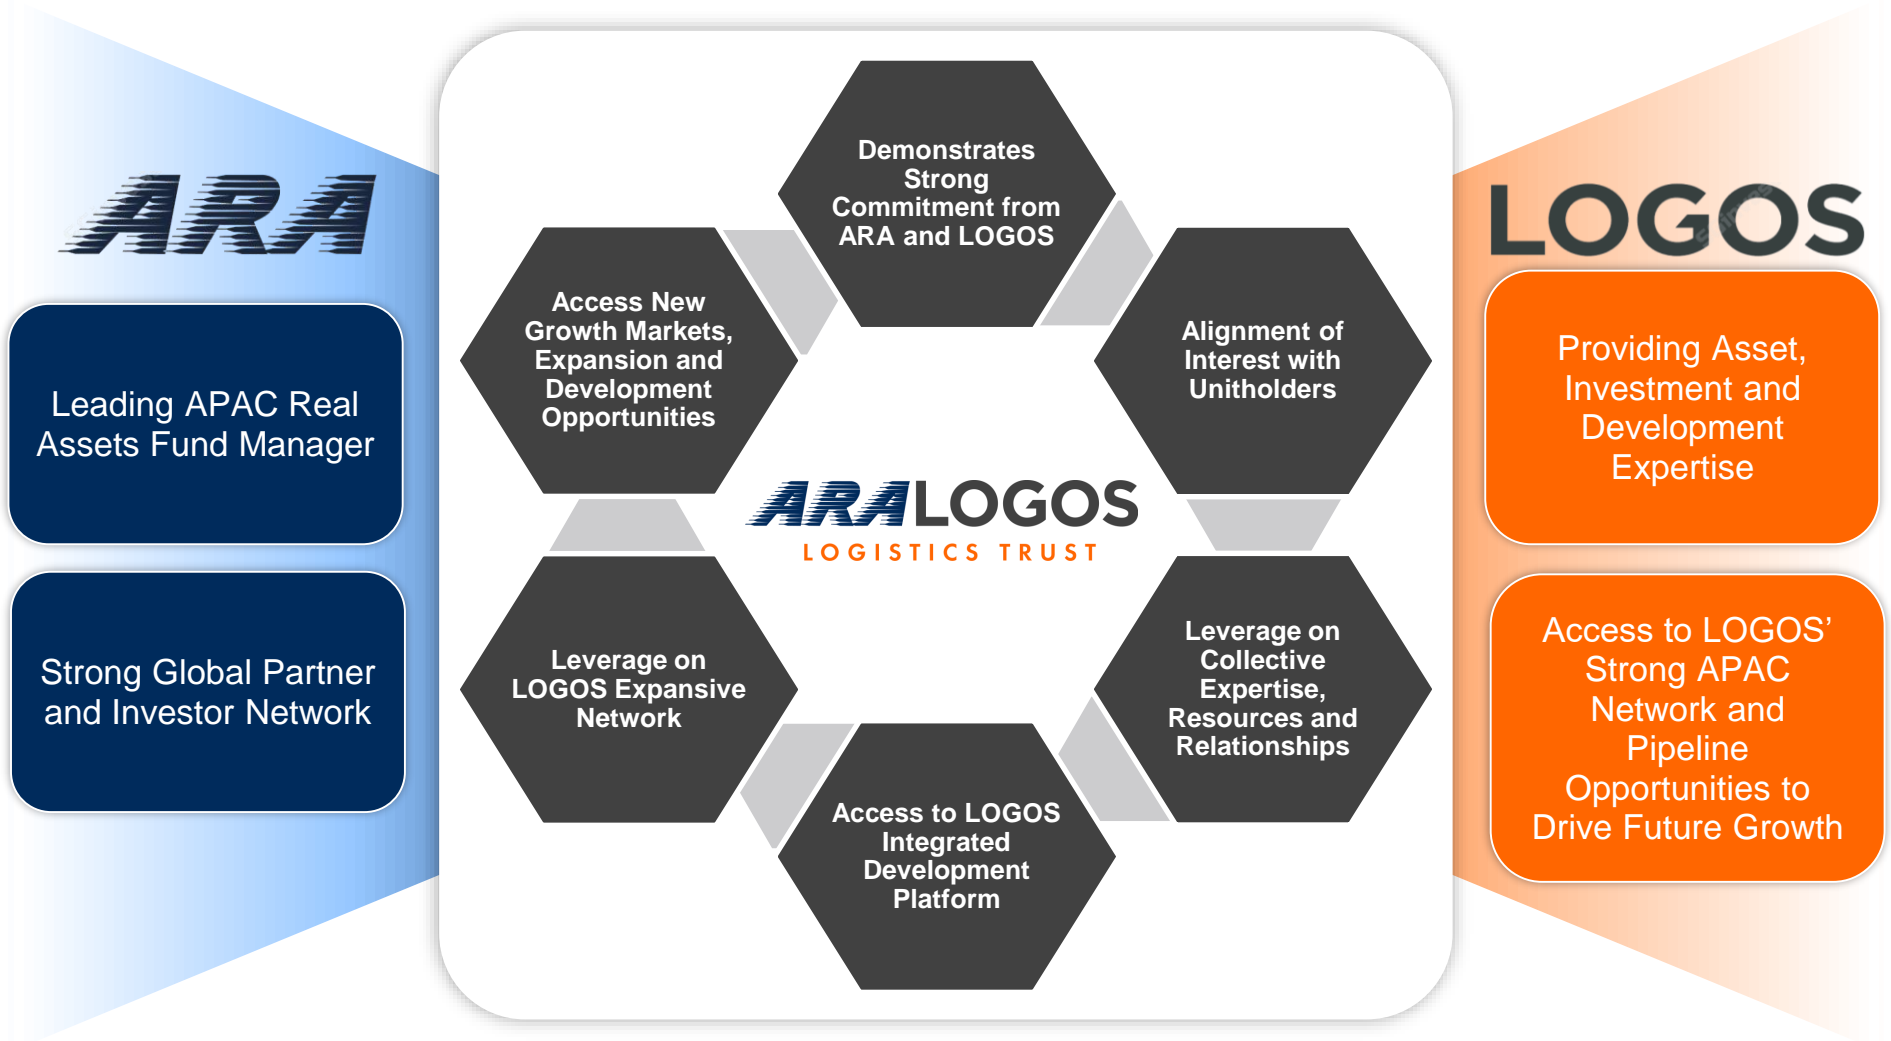 ARA
Leading APAC Real
Assets Fund Manager
Strong Global Partner
and Investor Network
Demonstrates
Strong
Commitment from
ARA and LOGOS
Alignment of
Interest with
Unitholders
Leverage on
Collective
Expertise,
Resources and
Relationships
Access to LOGOS
Integrated
Development
Platform
Leverage on
LOGOS Expansive
Network
Access New
Growth Markets,
Expansion and
Development
Opportunities
ARALOGOS
LOGISTICS TRUST
LOGOS
Providing Asset,
Investment and
Development
Expertise
Access to LOGOS’
Strong APAC
Network and
Pipeline
Opportunities to
Drive Future Growth